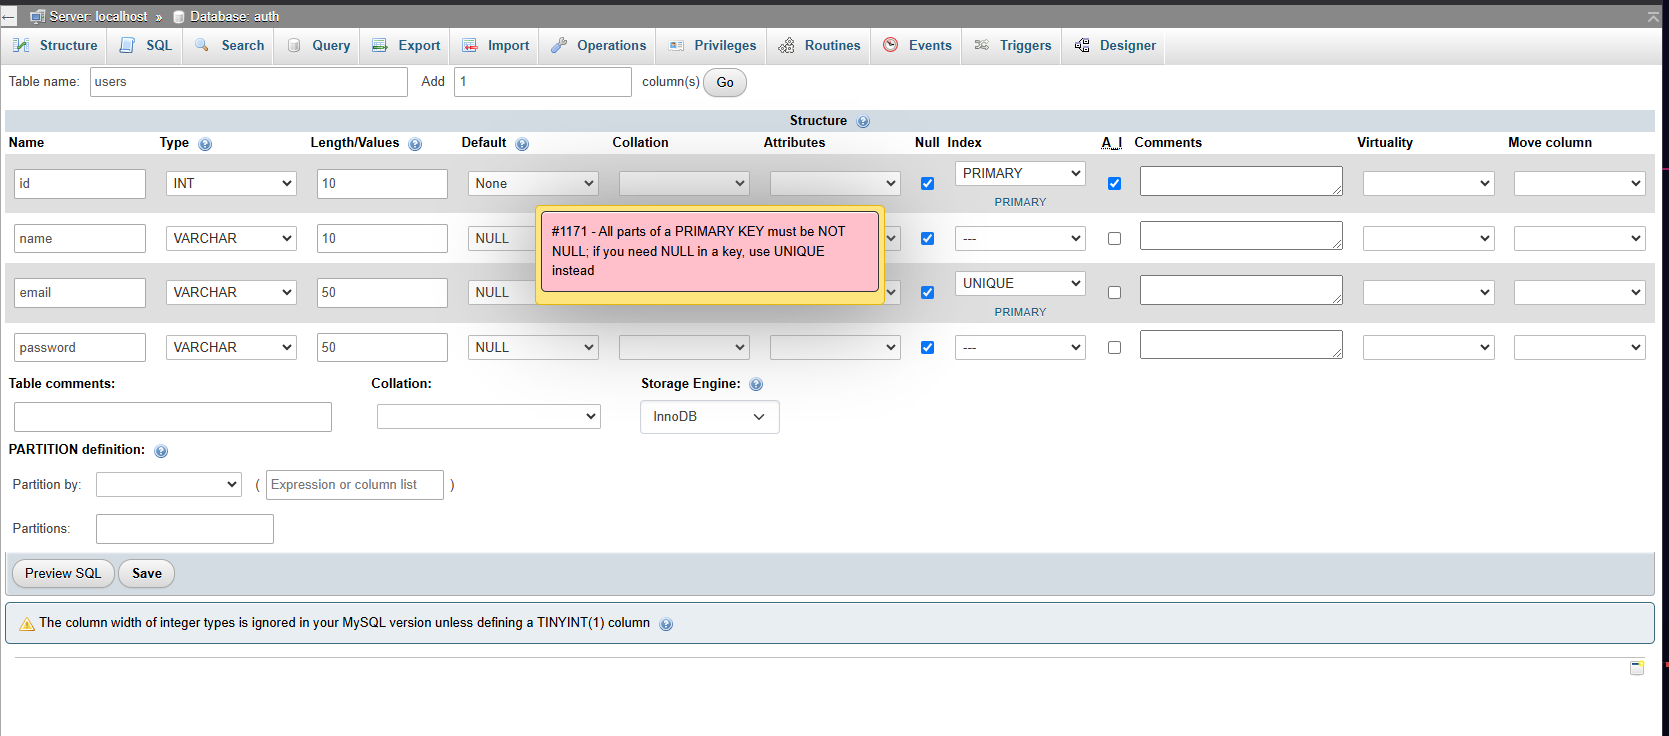 Server: localhost » Database: auth
Structure SQL Search Query Export Import Operations Privileges Routines Events Triggers Designer
Table name: users Add 1 column(s) Go
Structure
Name Type Length/Values Default Collation Attributes Null Index A_I Comments Virtuality Move column
id INT 10 None PRIMARY
PRIMARY
name VARCHAR 10 NULL ---
#1171 - All parts of a PRIMARY KEY must be NOT
NULL; if you need NULL in a key, use UNIQUE
instead
email VARCHAR 50 NULL UNIQUE
PRIMARY
password VARCHAR 50 NULL ---
Table comments: Collation: Storage Engine:
InnoDB
PARTITION definition:
Partition by: ( Expression or column list )
Partitions:
Preview SQL Save
The column width of integer types is ignored in your MySQL version unless defining a TINYINT(1) column